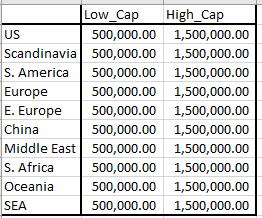 Low_Cap High_Cap
US 500,000.00 1,500,000.00
Scandinavia 500,000.00 1,500,000.00
S. America 500,000.00 1,500,000.00
Europe 500,000.00 1,500,000.00
E. Europe 500,000.00 1,500,000.00
China 500,000.00 1,500,000.00
Middle East 500,000.00 1,500,000.00
S. Africa 500,000.00 1,500,000.00
Oceania 500,000.00 1,500,000.00
SEA 500,000.00 1,500,000.00